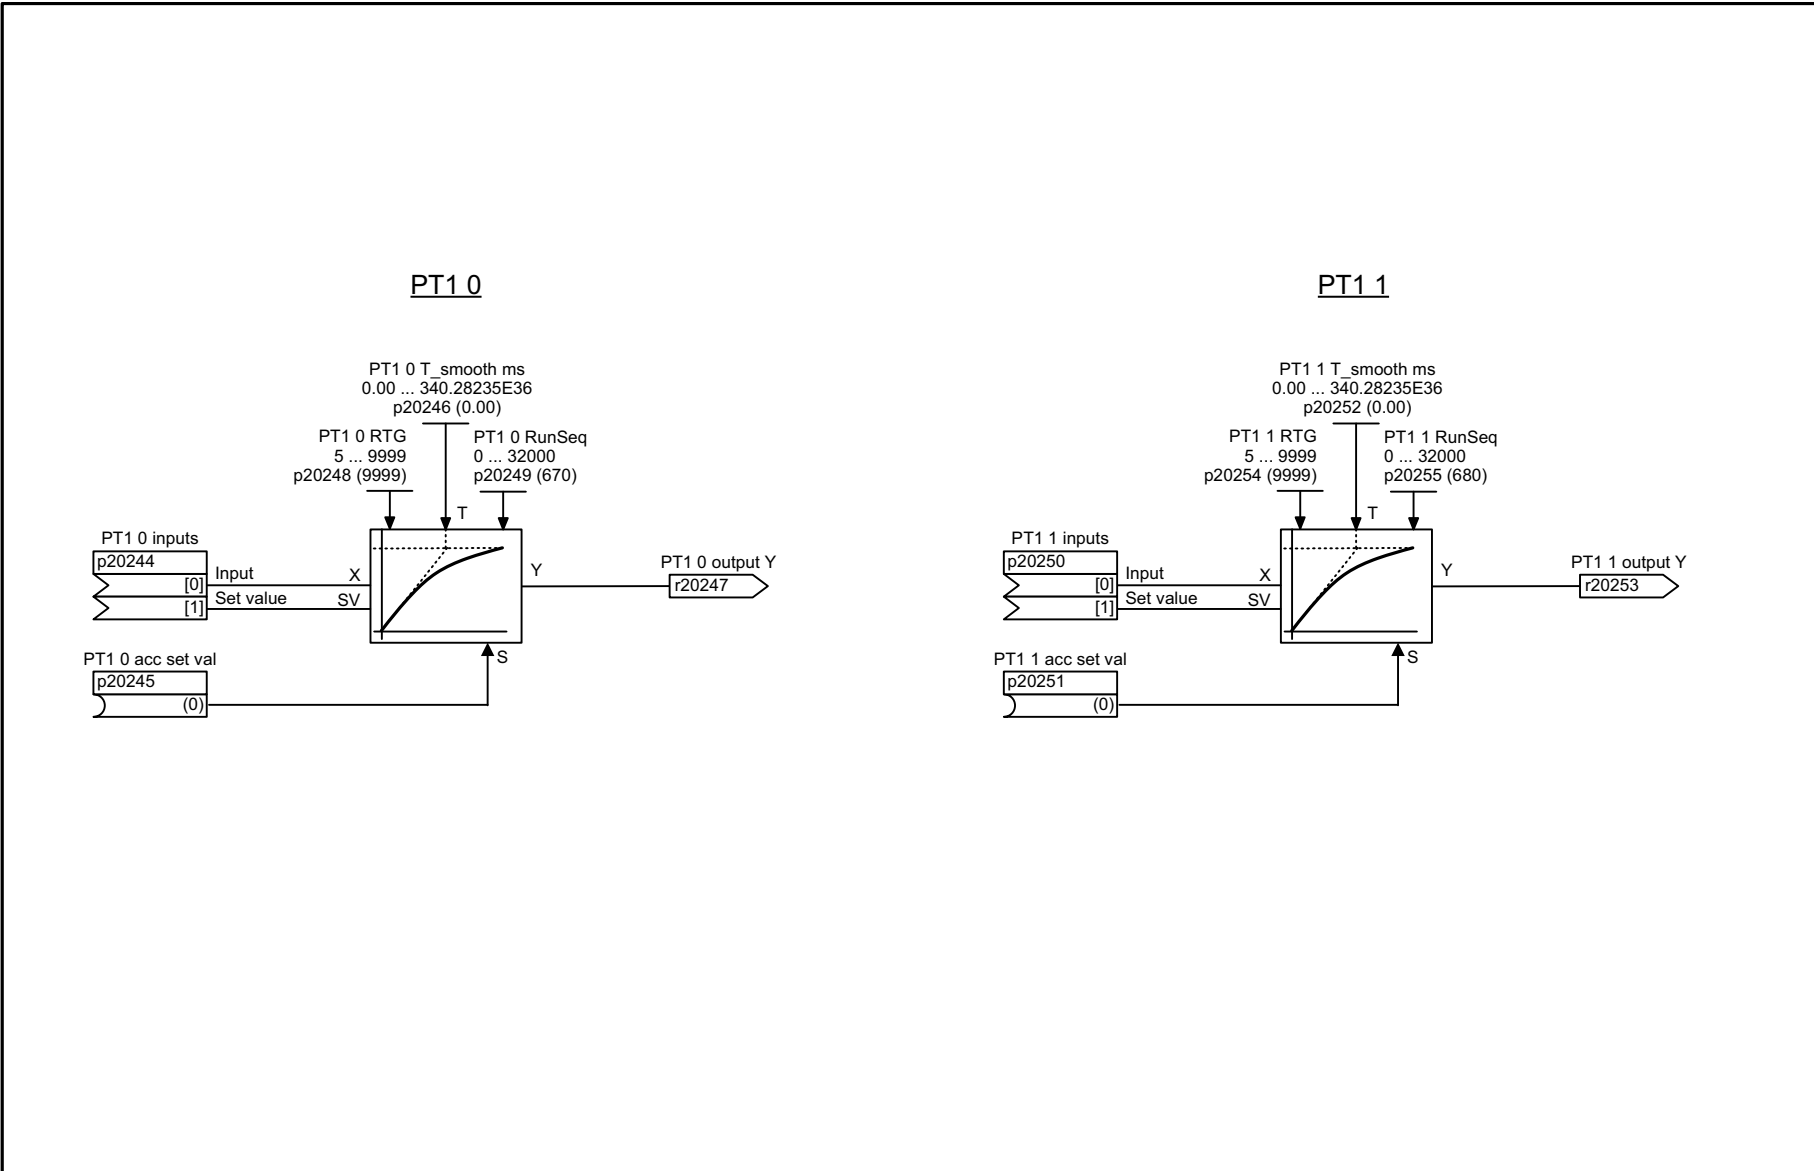 PT1 0
PT1 0 T_smooth ms
0.00 ... 340.28235E36
p20246 (0.00)
PT1 0 RTG
5 ... 9999
p20248 (9999)
PT1 0 RunSeq
0 ... 32000
p20249 (670)
T
PT1 0 inputs
p20244
[0]
Input
X
[1]
Set value
SV
Y
PT1 0 output Y
r20247
S
PT1 0 acc set val
p20245
(0)
PT1 1
PT1 1 T_smooth ms
0.00 ... 340.28235E36
p20252 (0.00)
PT1 1 RTG
5 ... 9999
p20254 (9999)
PT1 1 RunSeq
0 ... 32000
p20255 (680)
T
PT1 1 inputs
p20250
[0]
Input
X
[1]
Set value
SV
Y
PT1 1 output Y
r20253
S
PT1 1 acc set val
p20251
(0)